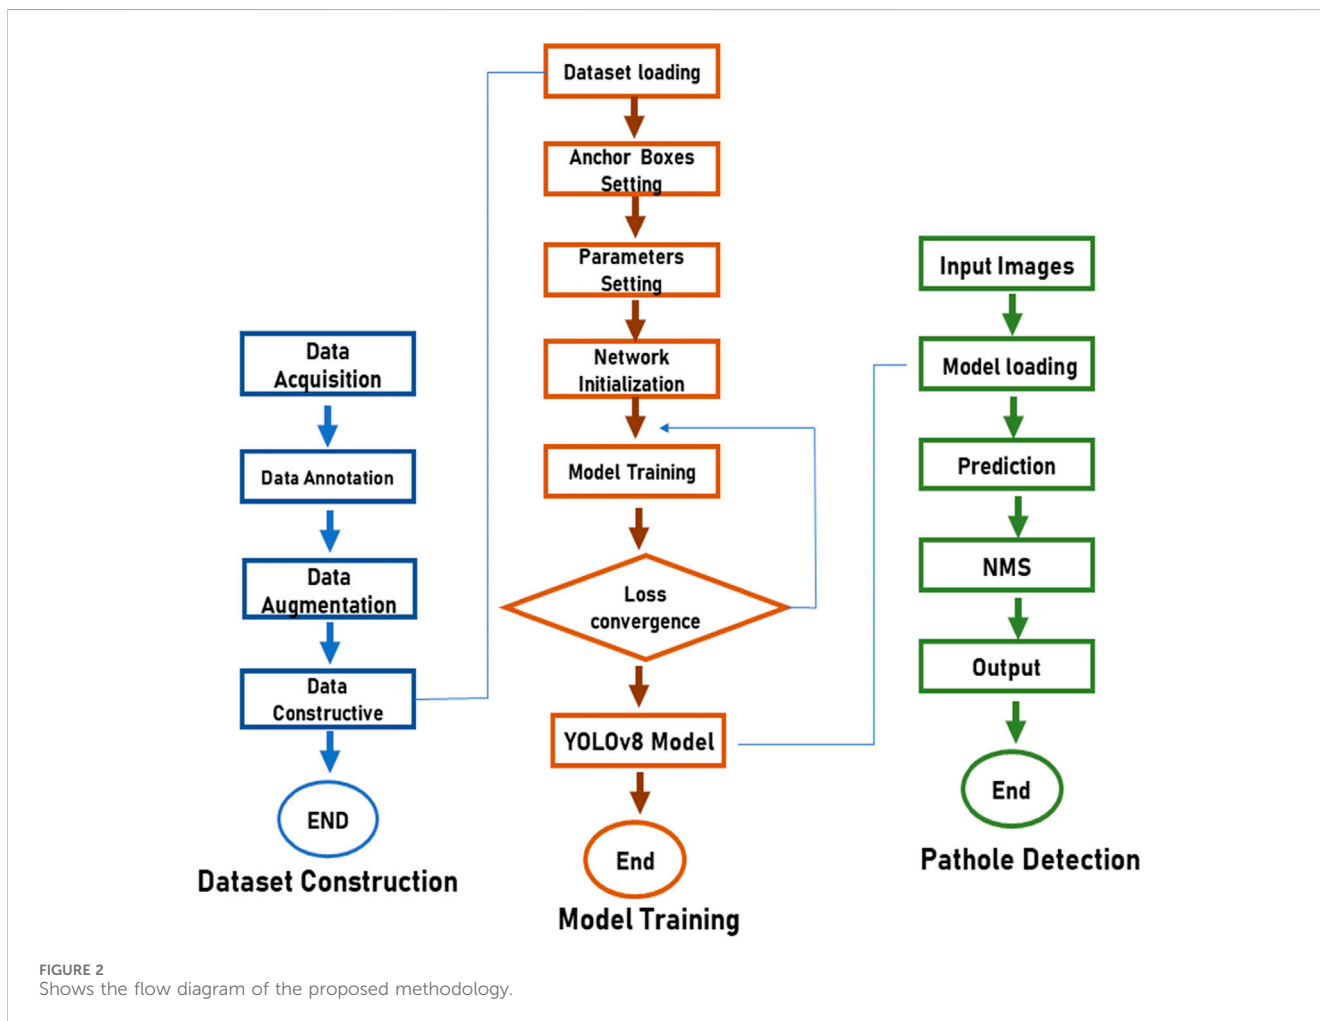 Data
Acquisition
Data Annotation
Data
Augmentation
Data
Constructive
END
Dataset Construction
Dataset loading
Anchor Boxes
Setting
Parameters
Setting
Network
Initialization
Model Training
Loss
convergence
YOLOv8 Model
End
Model Training
Input Images
Model loading
Prediction
NMS
Output
End
Pathole Detection
FIGURE 2
Shows the flow diagram of the proposed methodology.